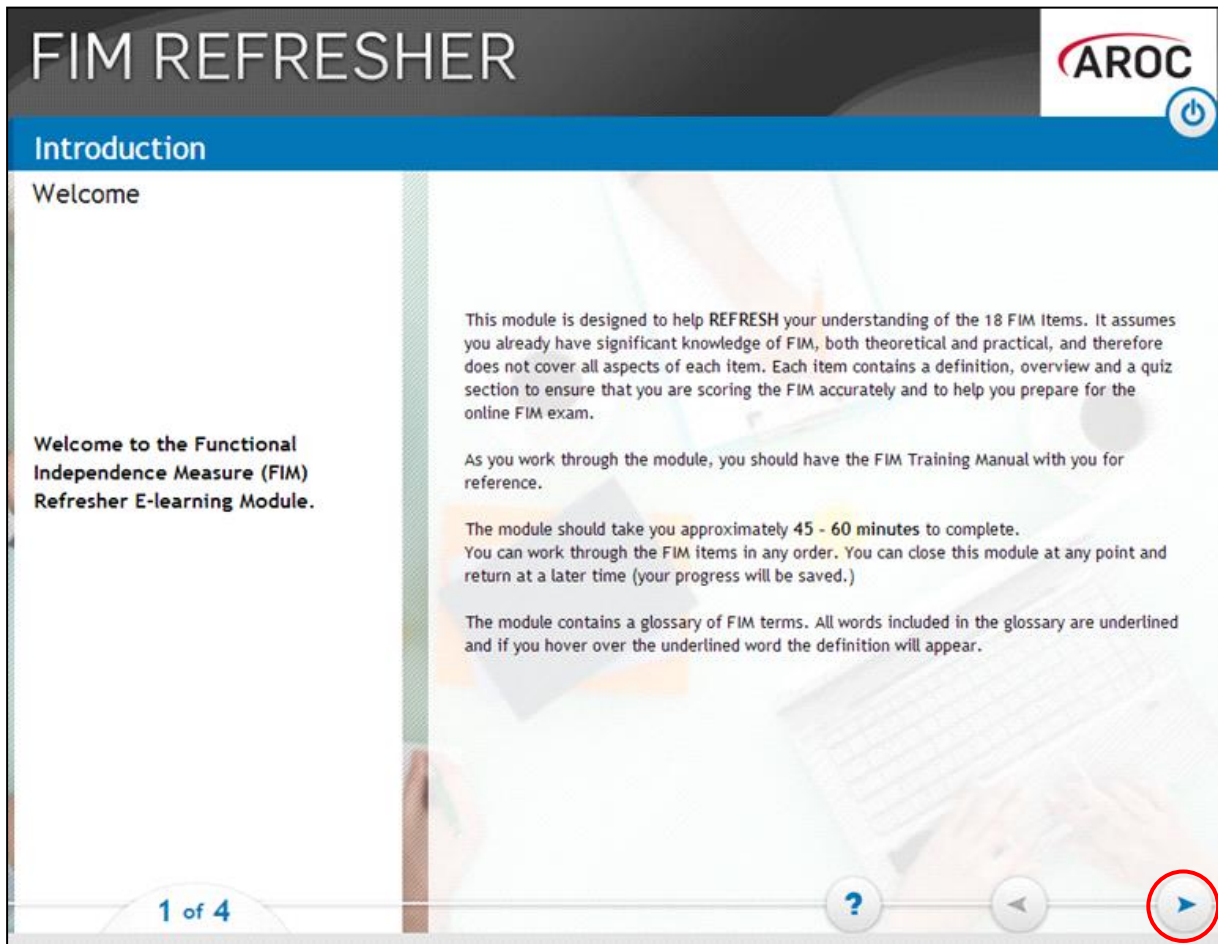 FIM REFRESHER
AROC
Introduction
Welcome
Welcome to the Functional
Independence Measure (FIM)
Refresher E-learning Module.
This module is designed to help REFRESH your understanding of the 18 FIM Items. It assumes
you already have significant knowledge of FIM, both theoretical and practical, and therefore
does not cover all aspects of each item. Each item contains a definition, overview and a quiz
section to ensure that you are scoring the FIM accurately and to help you prepare for the
online FIM exam.
As you work through the module, you should have the FIM Training Manual with you for
reference.
The module should take you approximately 45 - 60 minutes to complete.
You can work through the FIM items in any order. You can close this module at any point and
return at a later time (your progress will be saved.)
The module contains a glossary of FIM terms. All words included in the glossary are underlined
and if you hover over the underlined word the definition will appear.
1 of 4
?